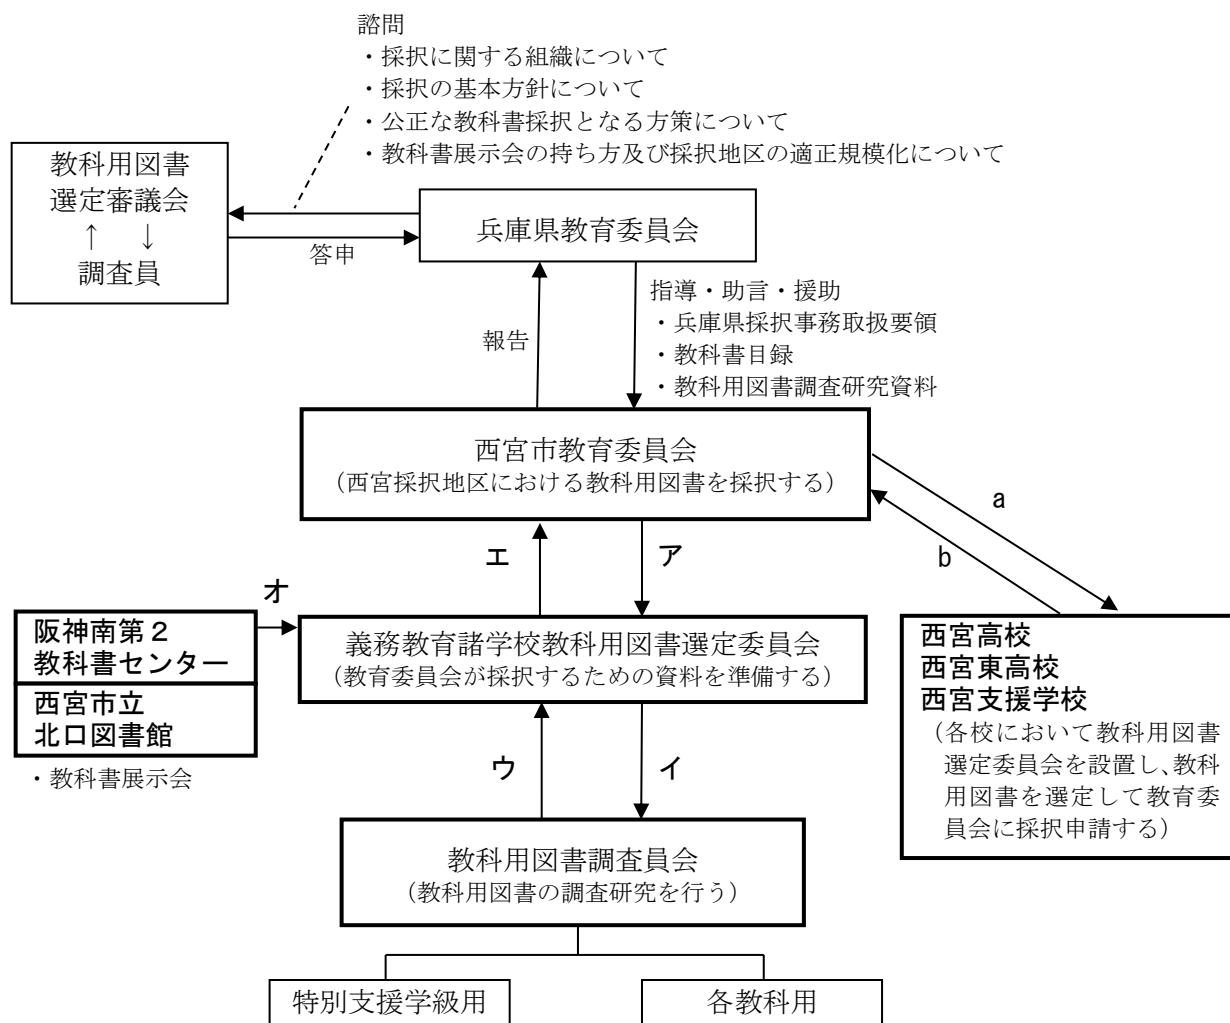 諮問
・採択に関する組織について
・採択の基本方針について
・公正な教科書採択となる方策について
・教科書展示会の持ち方及び採択地区の適正規模化について
教科用図書
選定審議会
↑ ↓
調査員
兵庫県教育委員会
答申
報告
指導・助言・援助
・兵庫県採択事務取扱要領
・教科書目録
・教科用図書調査研究資料
西宮市教育委員会
（西宮採択地区における教科用図書を採択する）
a
b
エ
ア
オ
阪神南第２
教科書センター
西宮市立
北口図書館
・教科書展示会
義務教育諸学校教科用図書選定委員会
（教育委員会が採択するための資料を準備する）
西宮高校
西宮東高校
西宮支援学校
（各校において教科用図書
選定委員会を設置し、教科
用図書を選定して教育委
員会に採択申請する）
ウ
イ
教科用図書調査員会
（教科用図書の調査研究を行う）
特別支援学級用
各教科用